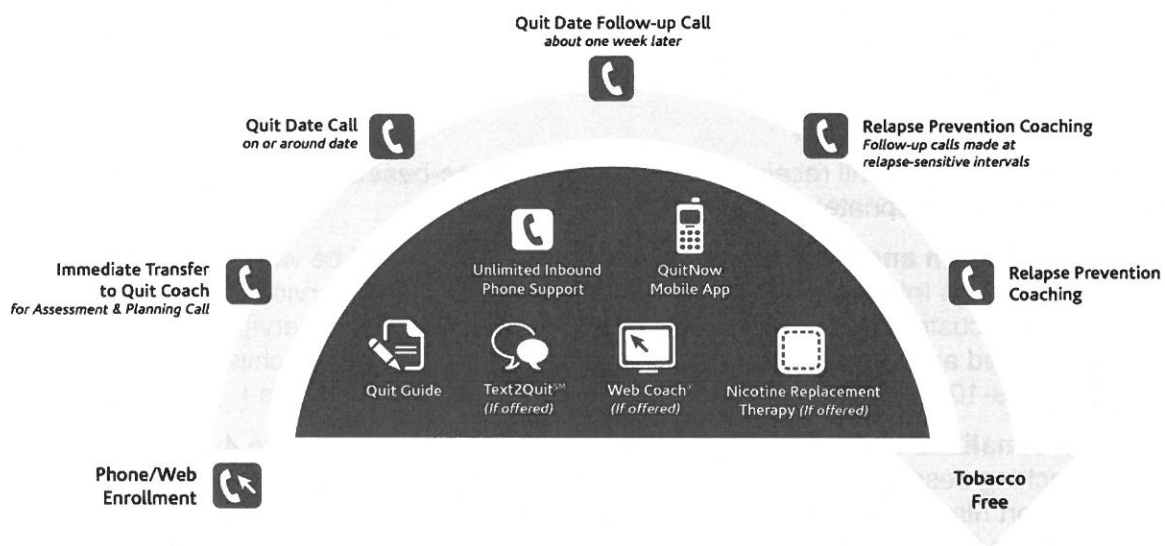 Quit Date Follow-up Call
about one week later
Quit Date Call
on or around date
Relapse Prevention Coaching
Follow-up calls made at
relapse-sensitive intervals
Immediate Transfer
to Quit Coach
for Assessment & Planning Call
Unlimited Inbound
Phone Support
QuitNow
Mobile App
Relapse Prevention
Coaching
Quit Guide
Text2Quit℠
(If offered)
Web Coach®
(If offered)
Nicotine Replacement
Therapy (If offered)
Phone/Web
Enrollment
Tobacco
Free